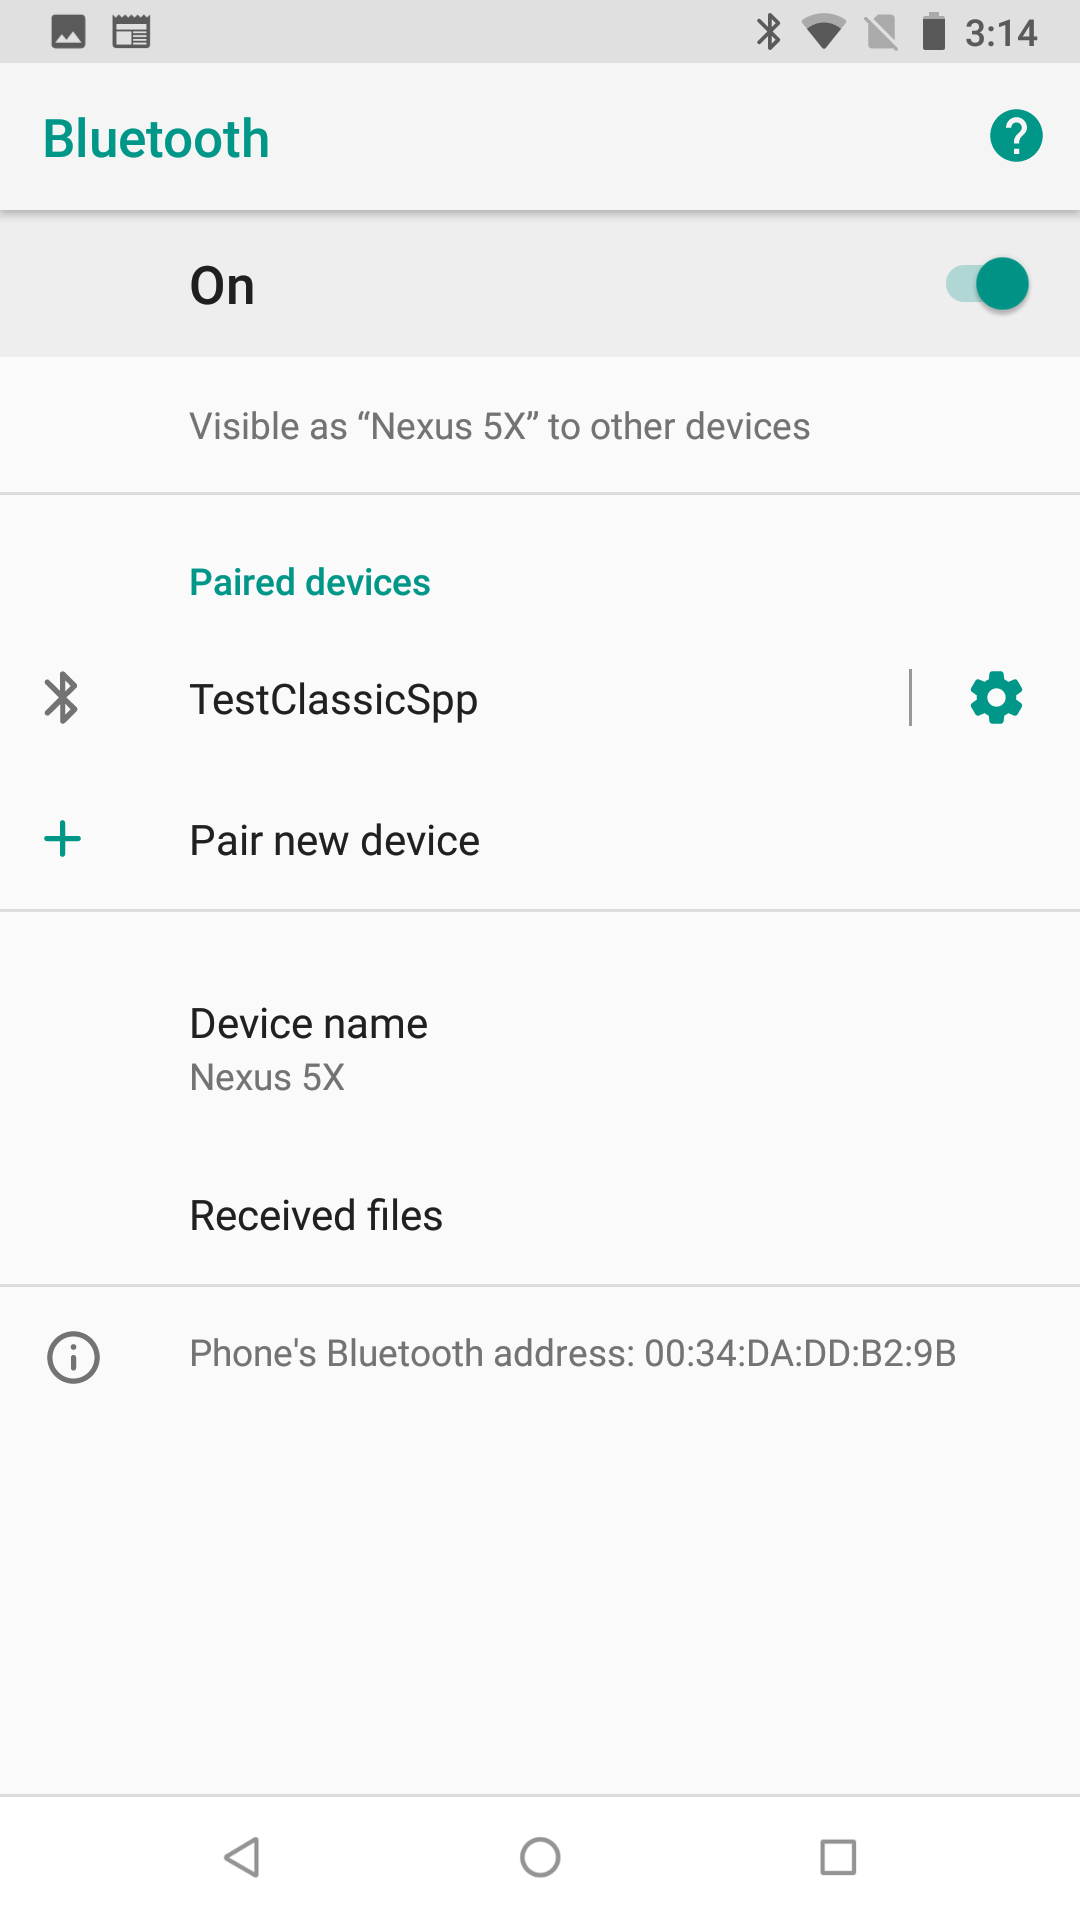 3:14
Bluetooth
On
Visible as “Nexus 5X” to other devices
Paired devices
TestClassicSpp
Pair new device
Device name
Nexus 5X
Received files
Phone's Bluetooth address: 00:34:DA:DD:B2:9B